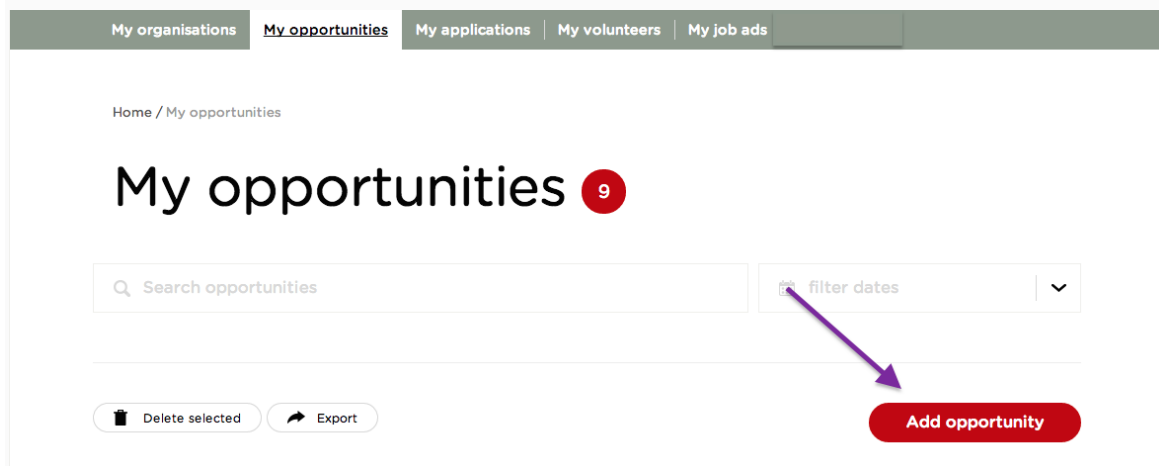 My organisations My opportunities My applications My volunteers My job ads
Home / My opportunities
My opportunities 9
Search opportunities filter dates
Delete selected Export Add opportunity